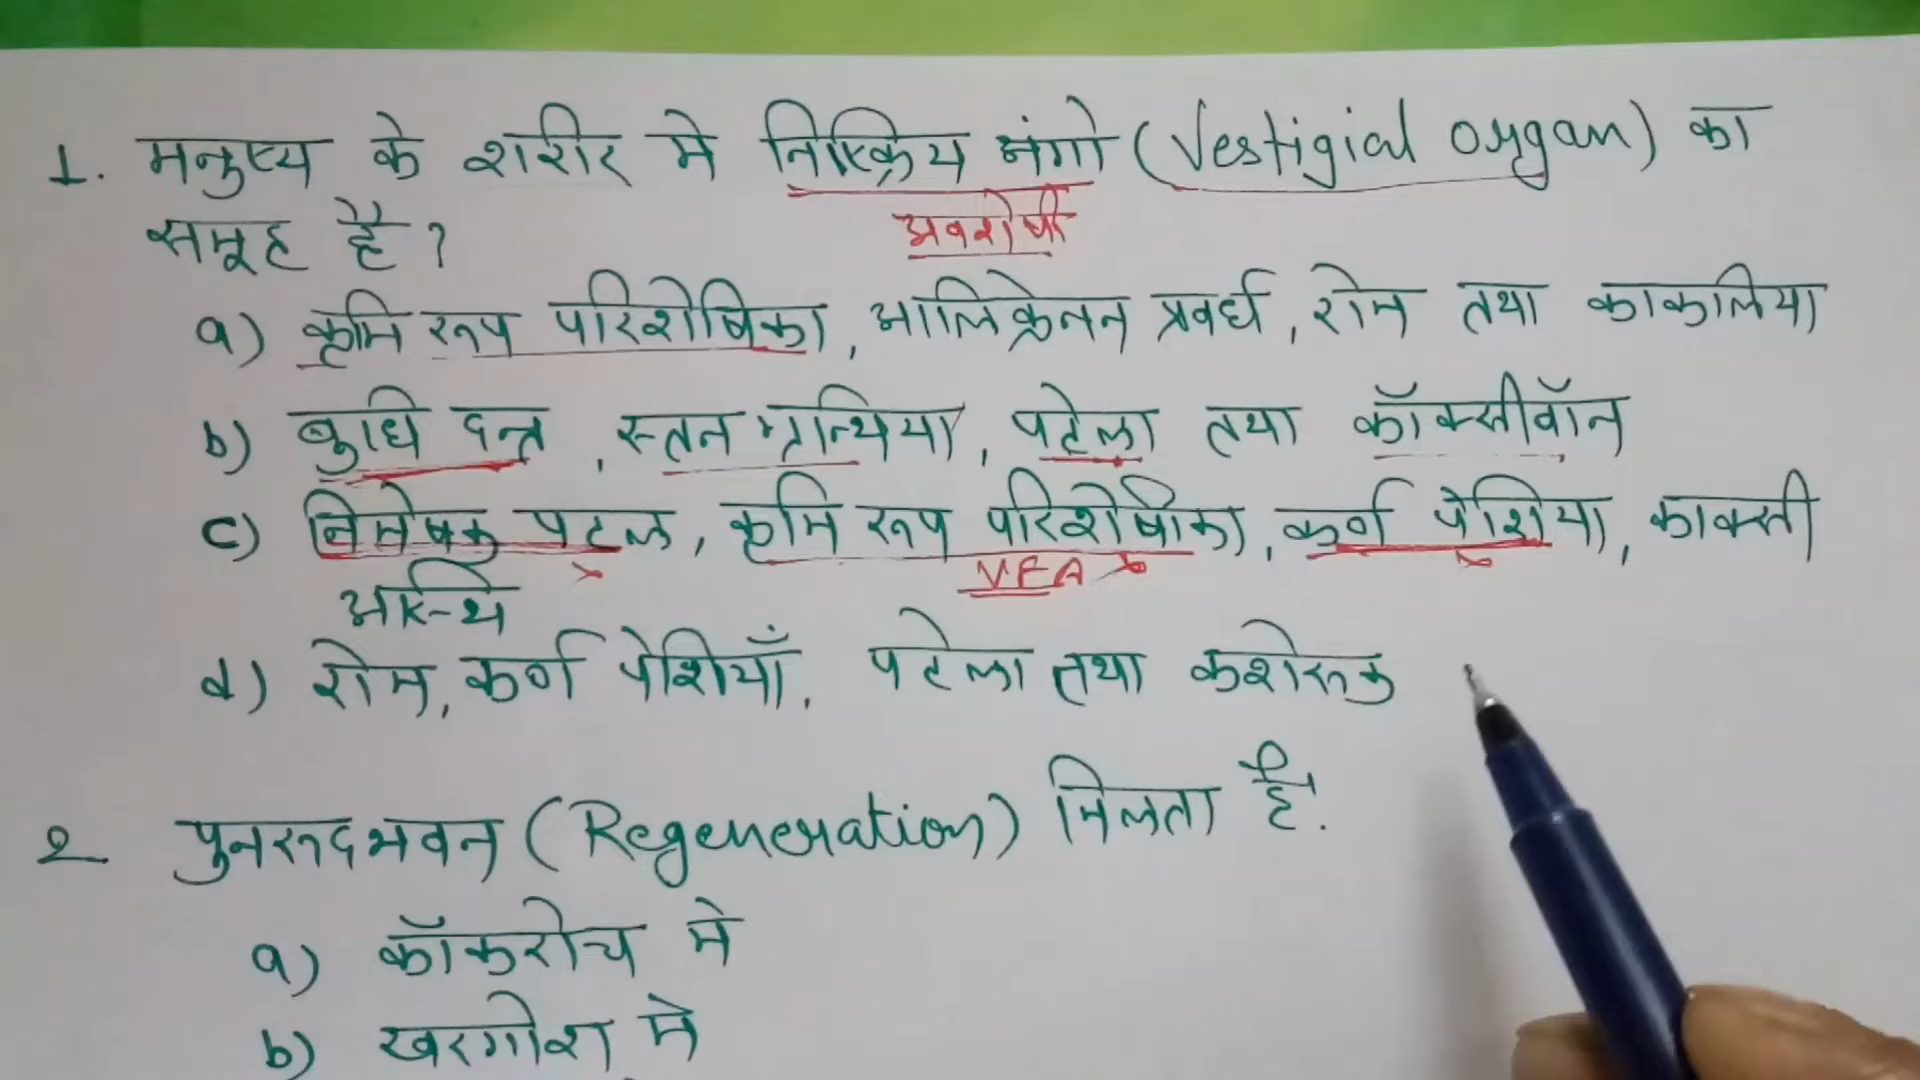 1. मनुष्य के शरीर मे निष्क्रिय अंगो (Vestigial organ) का
समूह है ?
अवशेषी
a) कृमि रूप परिशेषिका, आलिक्रेनन प्रवर्ध, रोम तथा काकलिया
b) बुधि दन्त, स्तन ग्रन्थिया, पटेला तथा कॉक्सीबॉन
c) निमेषक पटल, कृमि रूप परिशेषिका, कर्ण पेशिया, काक्सी
VFA
अस्थि
d) रोम, कर्ण पेशियाँ, पटेला तथा कशेरुक
2 पुनरूदभवन (Regeneration) मिलता है.
a) कॉकरोच मे
b) खरगोश मे